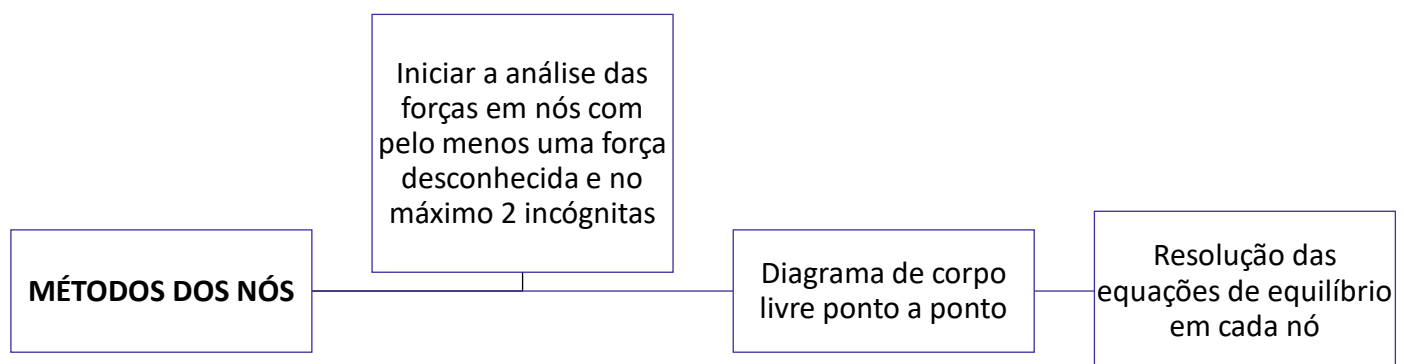 MÉTODOS DOS NÓS
Iniciar a análise das
forças em nós com
pelo menos uma força
desconhecida e no
máximo 2 incógnitas
Diagrama de corpo
livre ponto a ponto
Resolução das
equações de equilíbrio
em cada nó